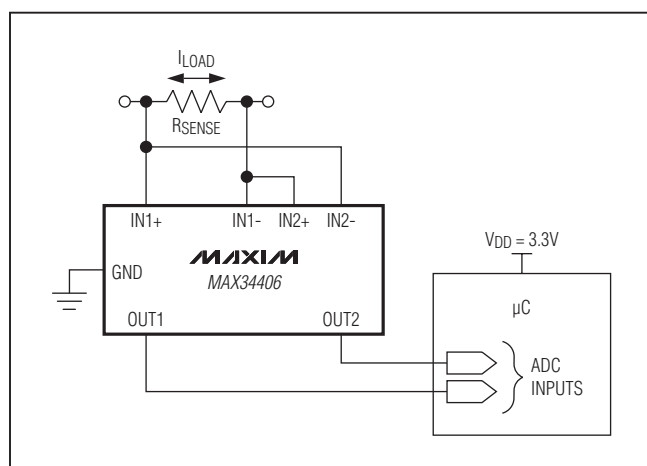 ILOAD
RSENSE
IN1+ IN1- IN2+ IN2-
MAXIM
MAX34406
GND
OUT1 OUT2
VDD = 3.3V
µC
ADC
INPUTS